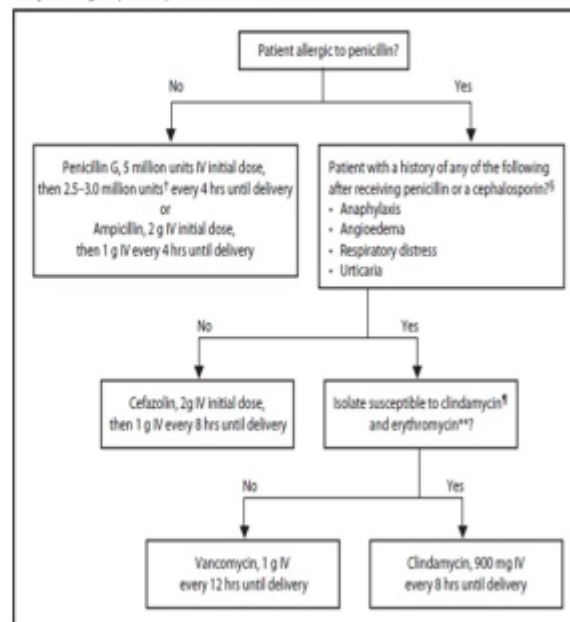 Patient allergic to penicillin?
No
Yes
Penicillin G, 5 million units IV initial dose,
then 2.5–3.0 million units† every 4 hrs until delivery
or
Ampicillin, 2 g IV initial dose,
then 1 g IV every 4 hrs until delivery
Patient with a history of any of the following
after receiving penicillin or a cephalosporin?§
• Anaphylaxis
• Angioedema
• Respiratory distress
• Urticaria
No
Yes
Cefazolin, 2g IV initial dose,
then 1 g IV every 8 hrs until delivery
Isolate susceptible to clindamycin¶
and erythromycin**?
No
Yes
Vancomycin, 1 g IV
every 12 hrs until delivery
Clindamycin, 900 mg IV
every 8 hrs until delivery